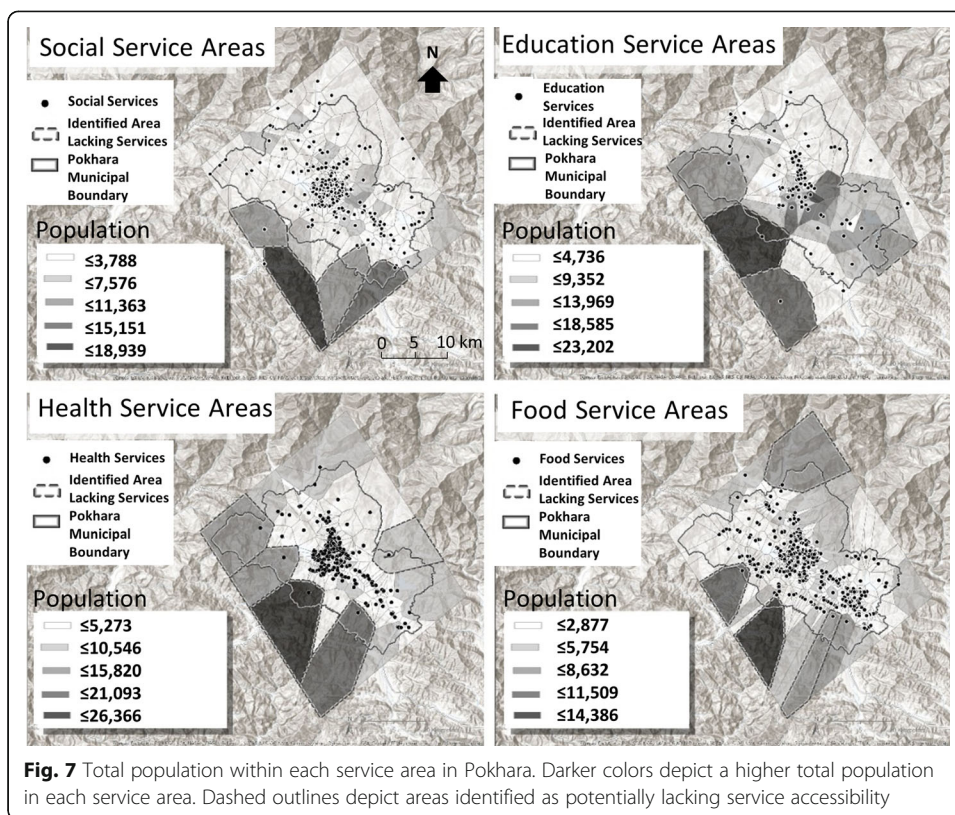 Social Service Areas
N
Social Services
Identified Area
Lacking Services
Pokhara
Municipal
Boundary
Population
≤3,788
≤7,576
≤11,363
≤15,151
≤18,939
0 5 10 km
Education Service Areas
Education
Services
Identified Area
Lacking Services
Pokhara
Municipal
Boundary
Population
≤4,736
≤9,352
≤13,969
≤18,585
≤23,202
Health Service Areas
Health Services
Identified Area
Lacking Services
Pokhara
Municipal
Boundary
Population
≤5,273
≤10,546
≤15,820
≤21,093
≤26,366
Food Service Areas
Food Services
Identified Area
Lacking Services
Pokhara
Municipal
Boundary
Population
≤2,877
≤5,754
≤8,632
≤11,509
≤14,386
Fig. 7 Total population within each service area in Pokhara. Darker colors depict a higher total population
in each service area. Dashed outlines depict areas identified as potentially lacking service accessibility